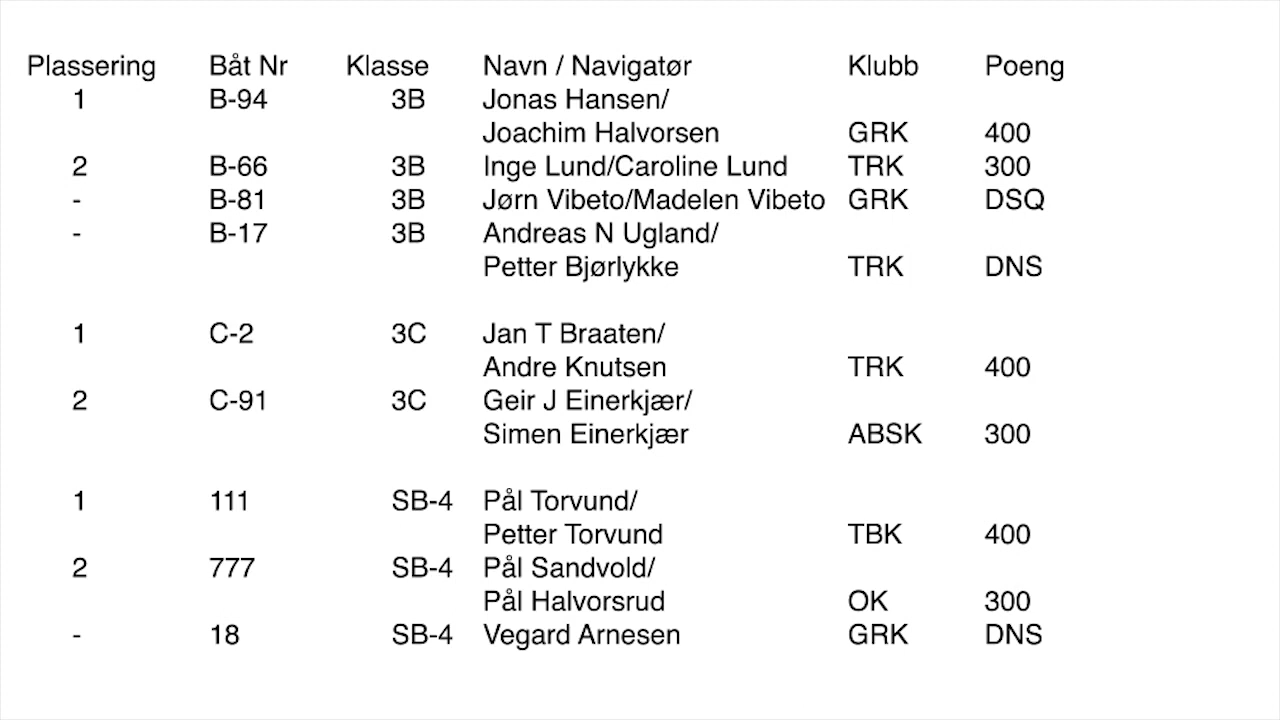 Plassering Båt Nr Klasse Navn / Navigatør Klubb Poeng
1 B-94 3B Jonas Hansen/
Joachim Halvorsen GRK 400
2 B-66 3B Inge Lund/Caroline Lund TRK 300
- B-81 3B Jørn Vibeto/Madelen Vibeto GRK DSQ
- B-17 3B Andreas N Ugland/
Petter Bjørlykke TRK DNS
1 C-2 3C Jan T Braaten/
Andre Knutsen TRK 400
2 C-91 3C Geir J Einerkjær/
Simen Einerkjær ABSK 300
1 111 SB-4 Pål Torvund/
Petter Torvund TBK 400
2 777 SB-4 Pål Sandvold/
Pål Halvorsrud OK 300
- 18 SB-4 Vegard Arnesen GRK DNS